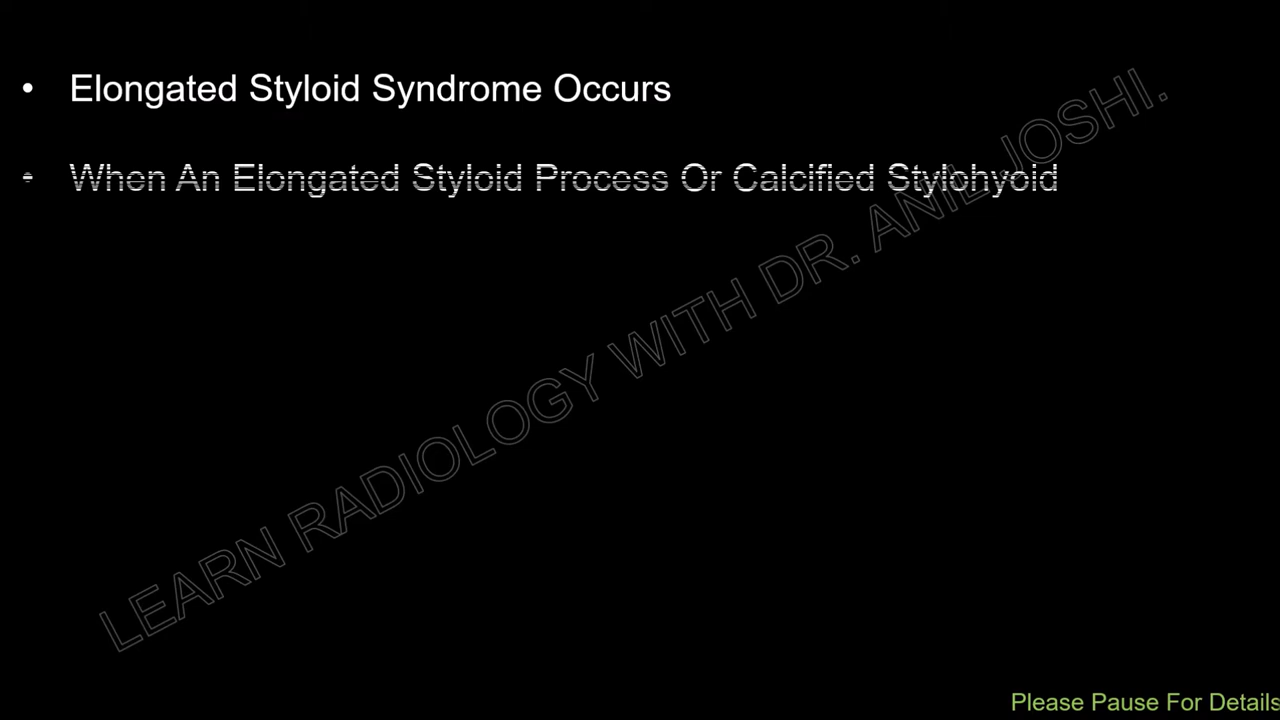 • Elongated Styloid Syndrome Occurs
• When An Elongated Styloid Process Or Calcified Stylohyoid
LEARN RADIOLOGY WITH DR. ANIL JOSHI.
Please Pause For Details